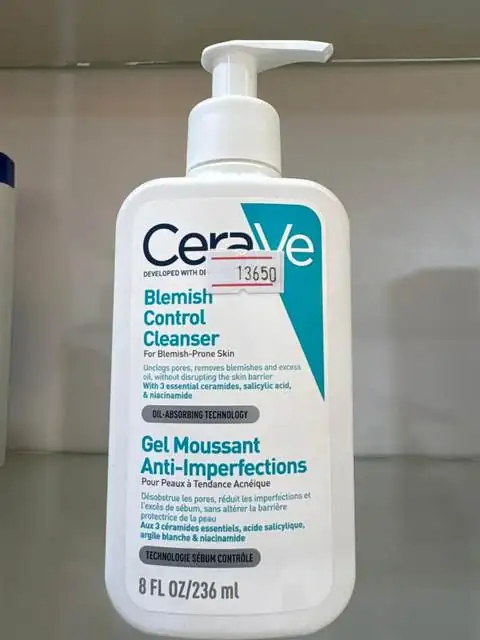 CeraVe
DEVELOPED WITH
13650
Blemish
Control
Cleanser
For Blemish-Prone Skin
Unclogs pores, removes blemishes and excess
oil, without disrupting the skin barrier
With 3 essential ceramides, salicylic acid,
& niacinamide
OIL-ABSORBING TECHNOLOGY
Gel Moussant
Anti-Imperfections
Pour Peaux à Tendance Acnéique
Désobstrue les pores, réduit les imperfections et
l'excès de sébum, sans altérer la barrière
protectrice de la peau
Aux 3 céramides essentiels, acide salicylique,
argile blanche & niacinamide
TECHNOLOGIE SÉBUM CONTRÔLE
8 FL OZ/236 ml